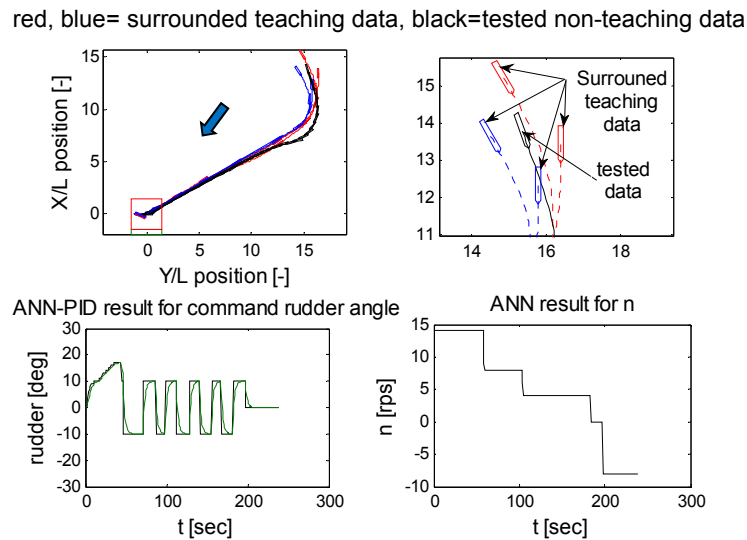 red, blue= surrounded teaching data, black=tested non-teaching data
15
10
5
0
0
5
10
15
X/L position [-]
Y/L position [-]
15
14
13
12
11
14
16
18
Surrouned
teaching
data
tested
data
ANN-PID result for command rudder angle
30
20
10
0
-10
-20
-30
0
100
200
300
rudder [deg]
t [sec]
ANN result for n
15
10
5
0
-5
-10
0
100
200
300
n [rps]
t [sec]